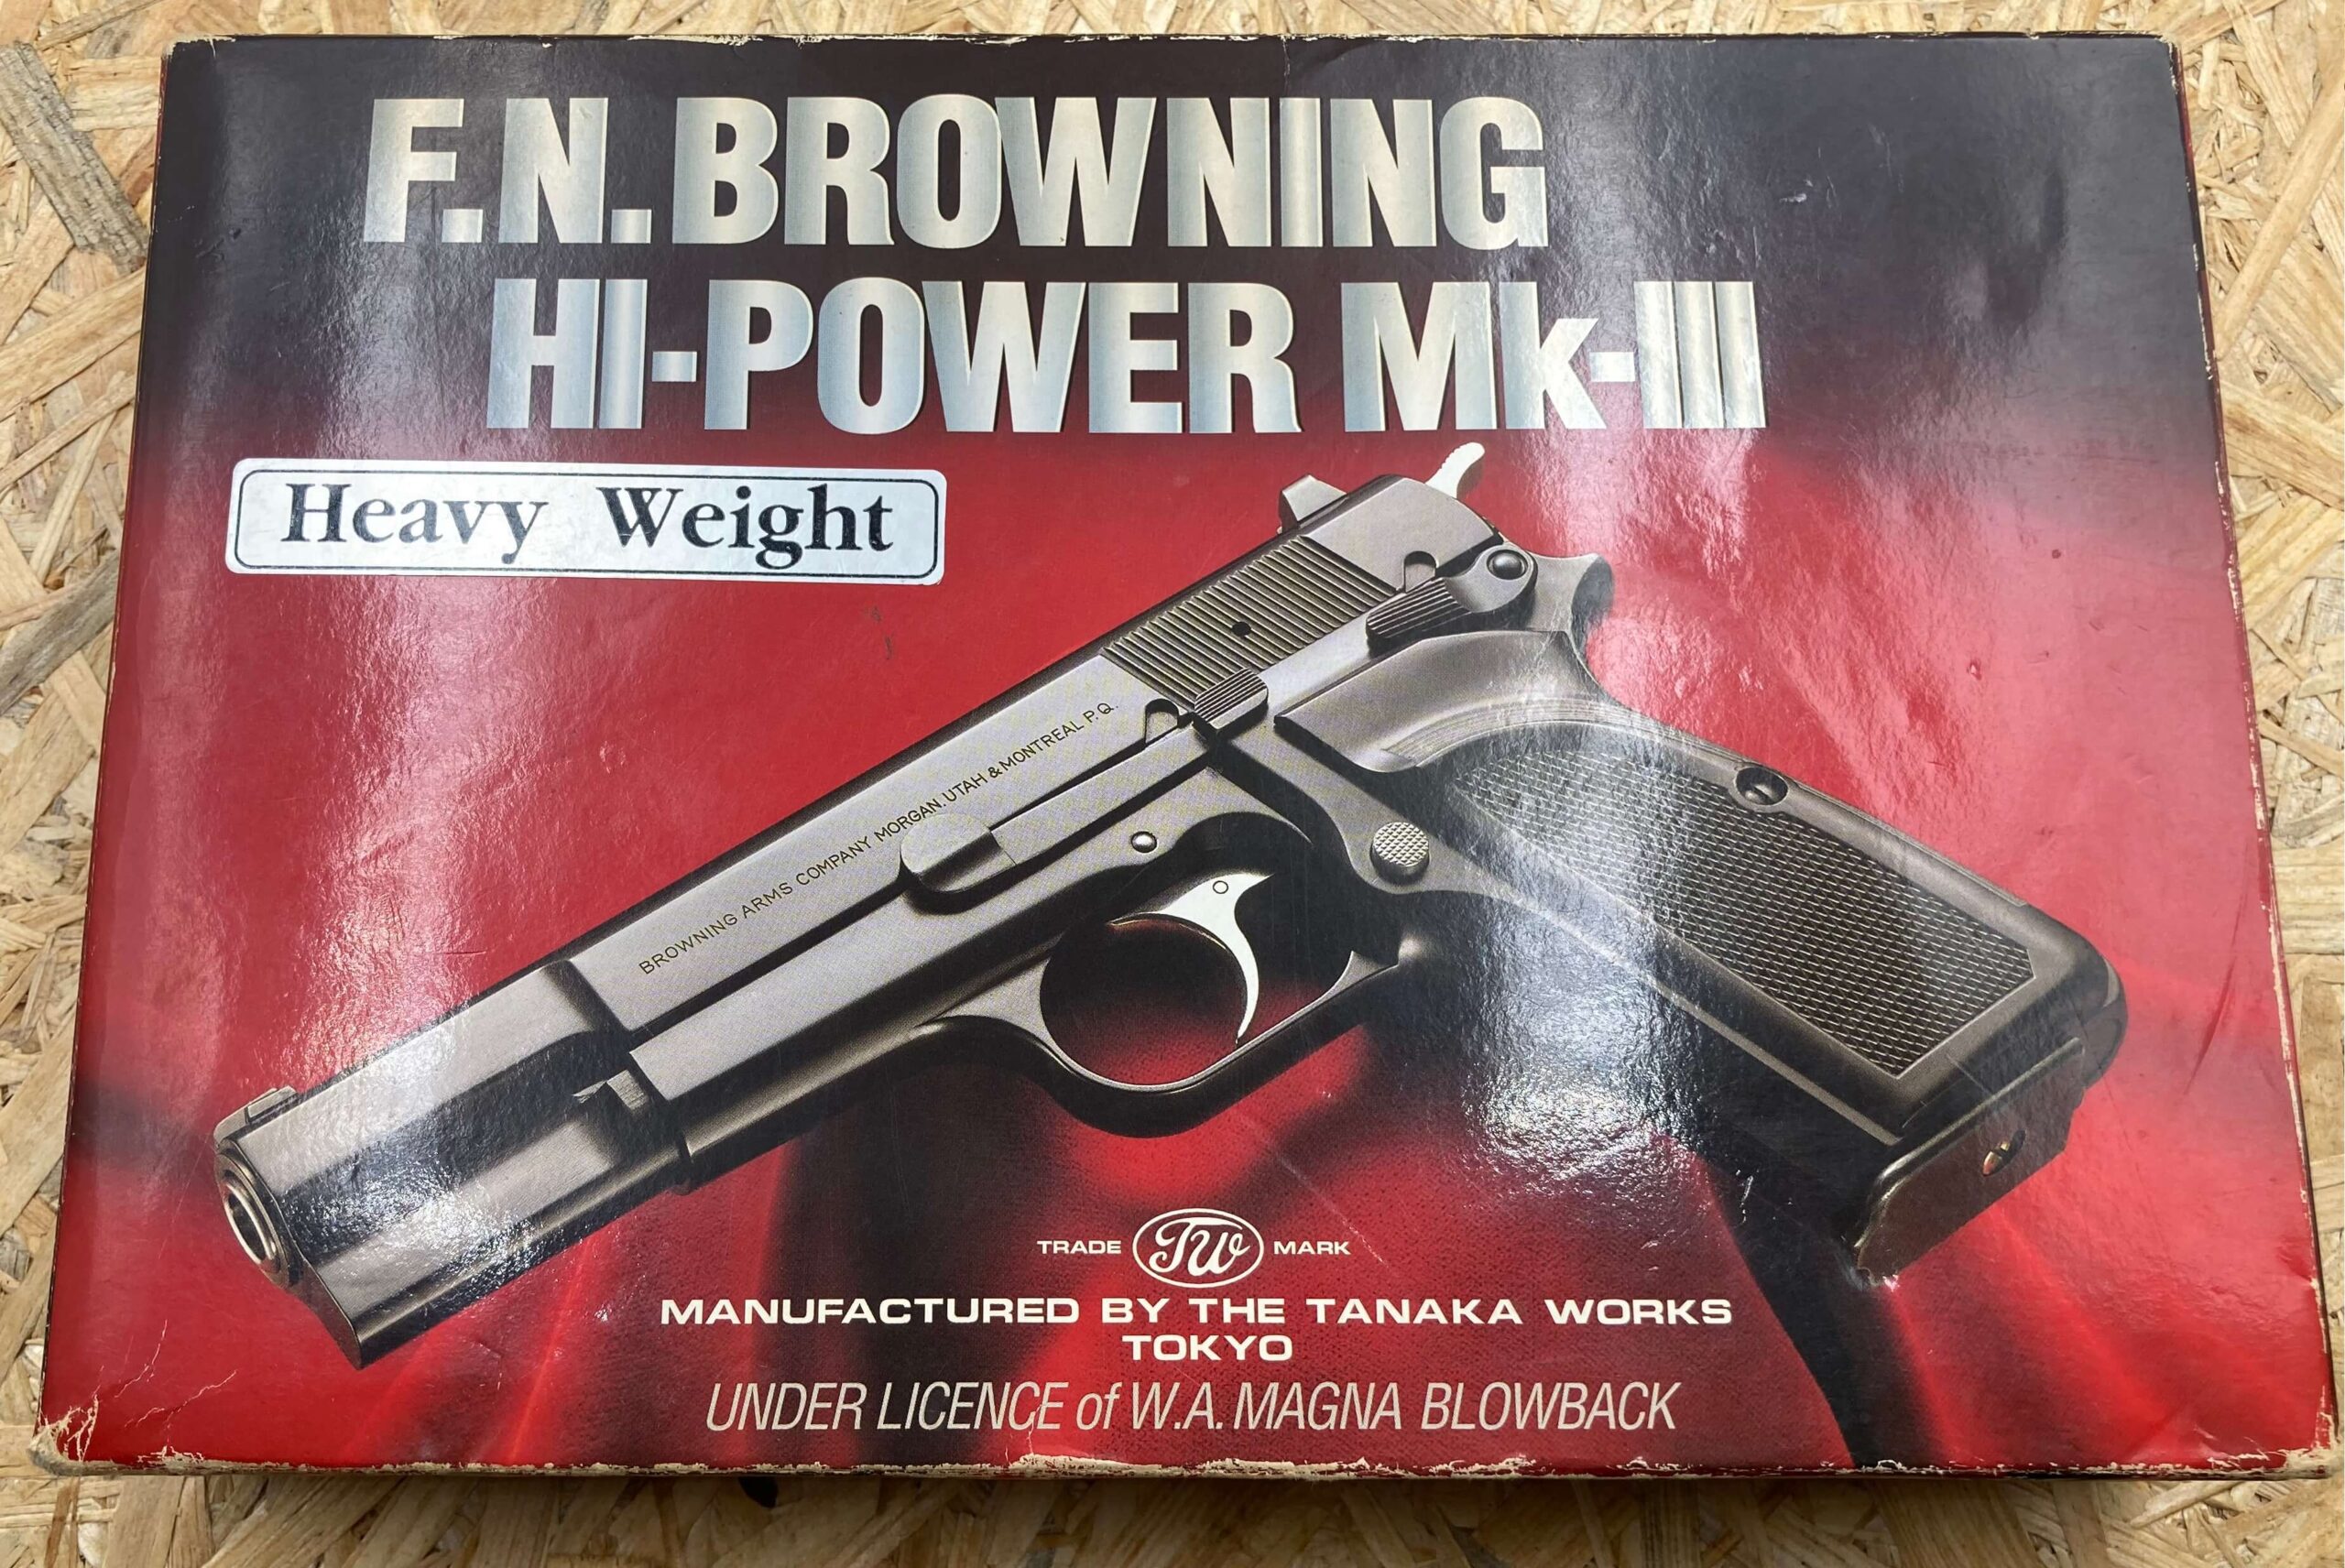 F.N. BROWNING
HI-POWER Mk-III
Heavy Weight
BROWNING ARMS COMPANY MORGAN, UTAH & MONTREAL P.Q.
TRADE TW MARK
MANUFACTURED BY THE TANAKA WORKS
TOKYO
UNDER LICENCE of W.A. MAGNA BLOWBACK